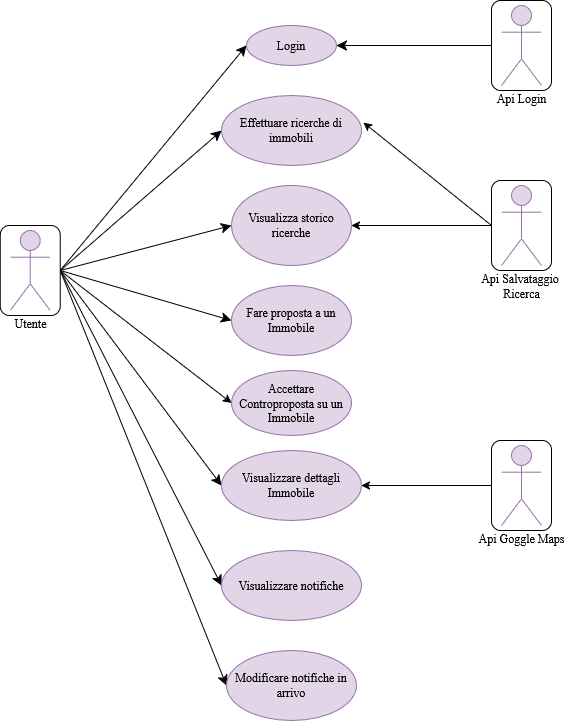 Login
Api Login
Effettuare ricerche di
immobili
Visualizza storico
ricerche
Api Salvataggio
Ricerca
Utente
Fare proposta a un
Immobile
Accettare
Controproposta su un
Immobile
Visualizzare dettagli
Immobile
Api Goggle Maps
Visualizzare notifiche
Modificare notifiche in
arrivo